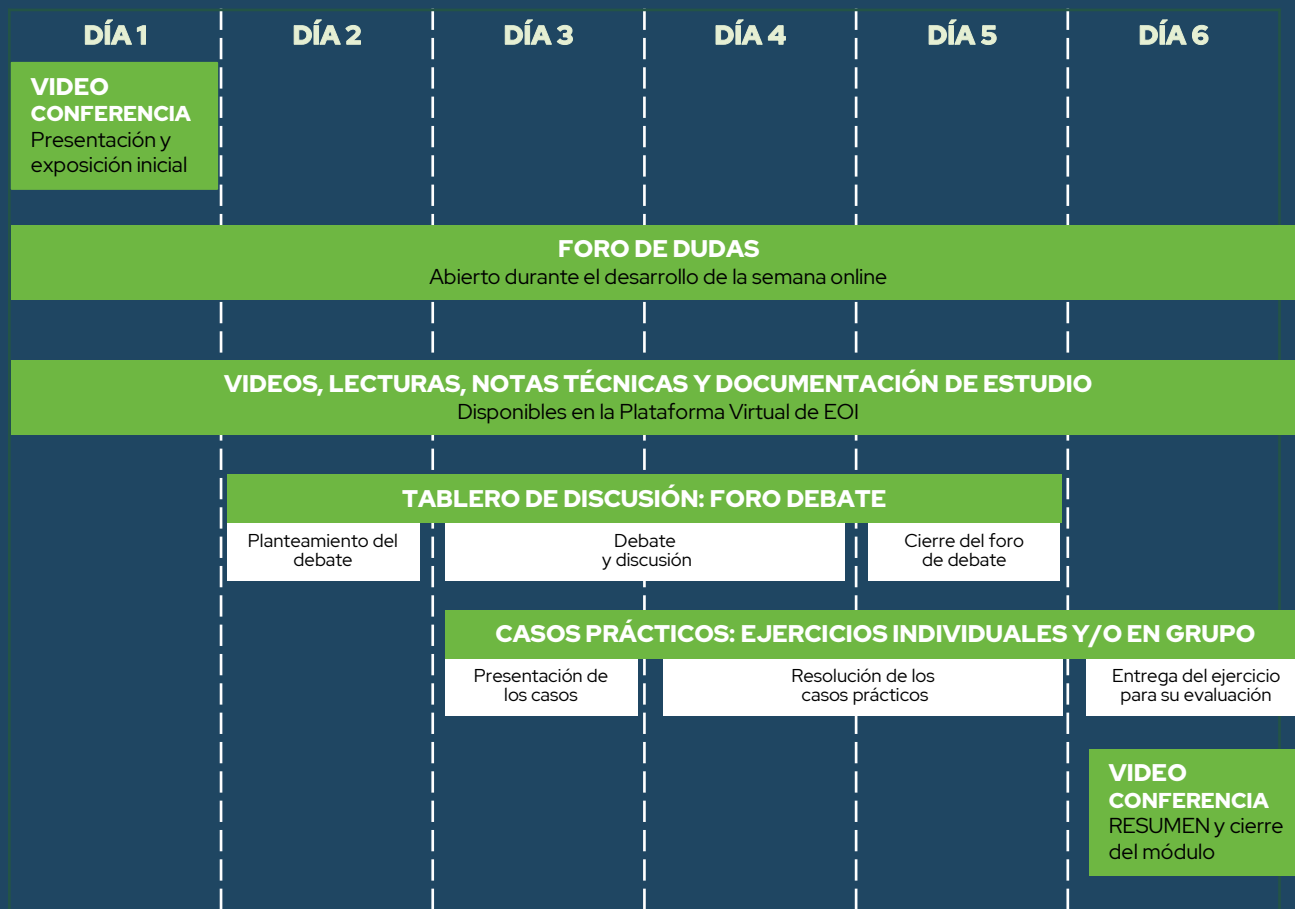 DÍA 1
DÍA 2
DÍA 3
DÍA 4
DÍA 5
DÍA 6
VIDEO
CONFERENCIA
Presentación y
exposición inicial
FORO DE DUDAS
Abierto durante el desarrollo de la semana online
VIDEOS, LECTURAS, NOTAS TÉCNICAS Y DOCUMENTACIÓN DE ESTUDIO
Disponibles en la Plataforma Virtual de EOI
TABLERO DE DISCUSIÓN: FORO DEBATE
Planteamiento del
debate
Debate
y discusión
Cierre del foro
de debate
CASOS PRÁCTICOS: EJERCICIOS INDIVIDUALES Y/O EN GRUPO
Presentación de
los casos
Resolución de los
casos prácticos
Entrega del ejercicio
para su evaluación
VIDEO
CONFERENCIA
RESUMEN y cierre
del módulo